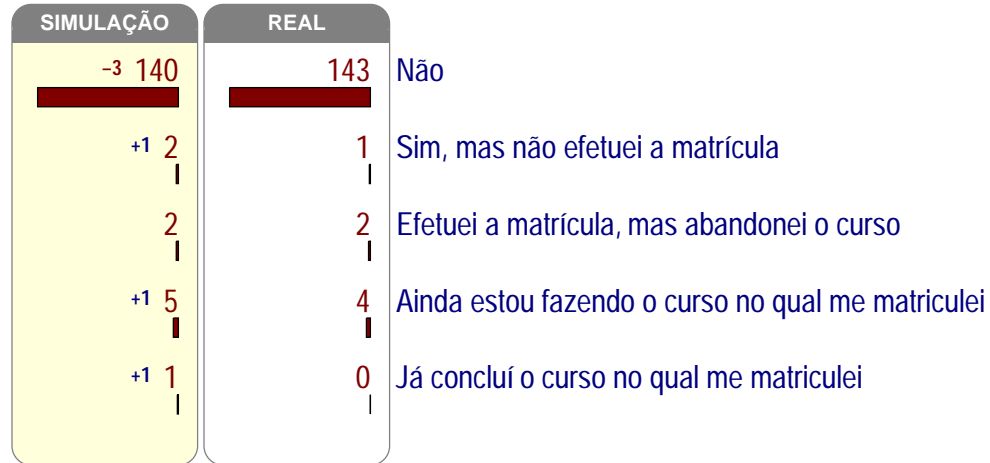 SIMULAÇÃO REAL
−3 140 143 Não
+1 2 1 Sim, mas não efetuei a matrícula
2 2 Efetuei a matrícula, mas abandonei o curso
+1 5 4 Ainda estou fazendo o curso no qual me matriculei
+1 1 0 Já concluí o curso no qual me matriculei